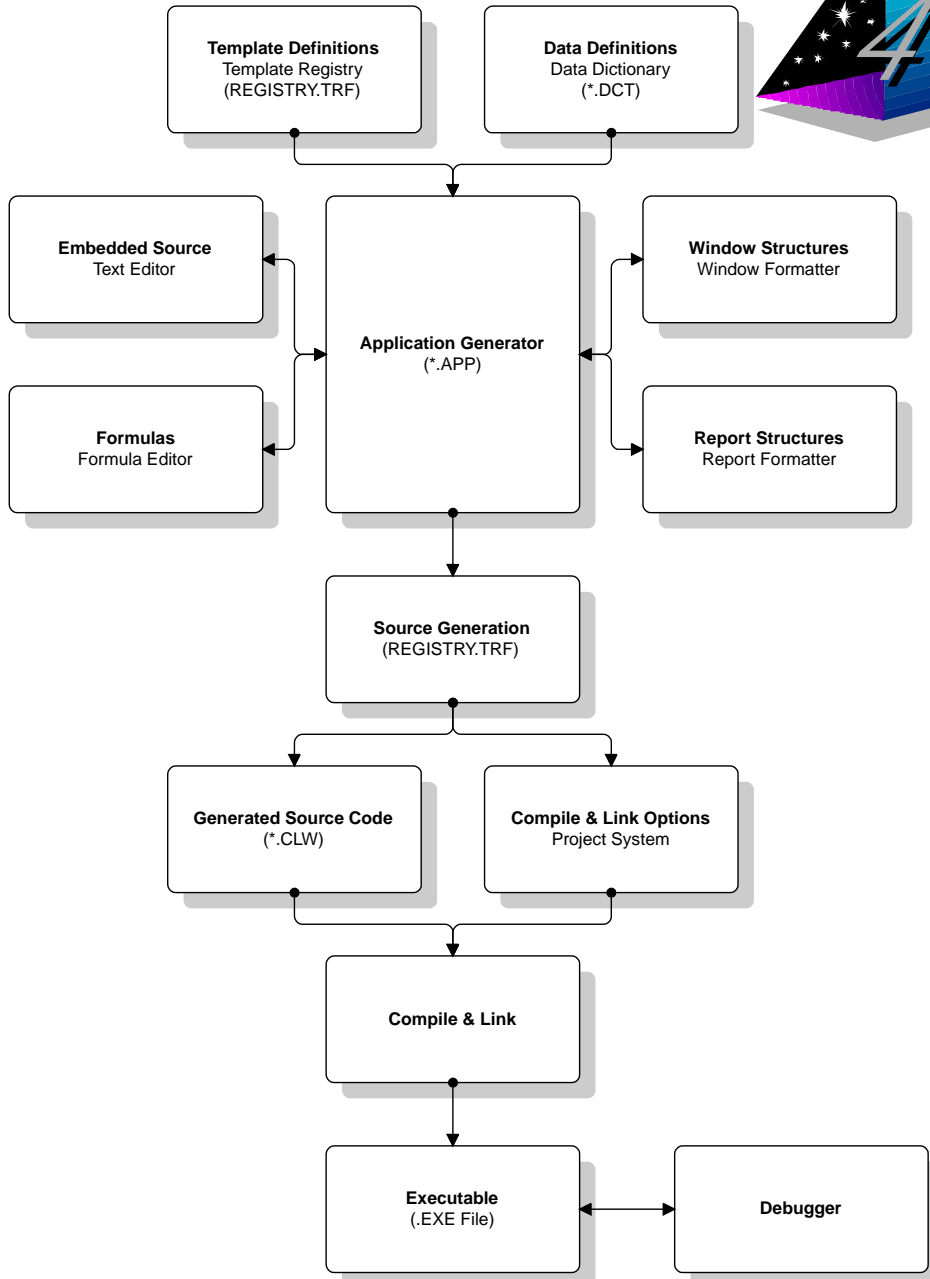 Template Definitions
Template Registry
(REGISTRY.TRF)
Data Definitions
Data Dictionary
(*.DCT)
4
Embedded Source
Text Editor
Application Generator
(*.APP)
Window Structures
Window Formatter
Formulas
Formula Editor
Report Structures
Report Formatter
Source Generation
(REGISTRY.TRF)
Generated Source Code
(*.CLW)
Compile & Link Options
Project System
Compile & Link
Executable
(.EXE File)
Debugger